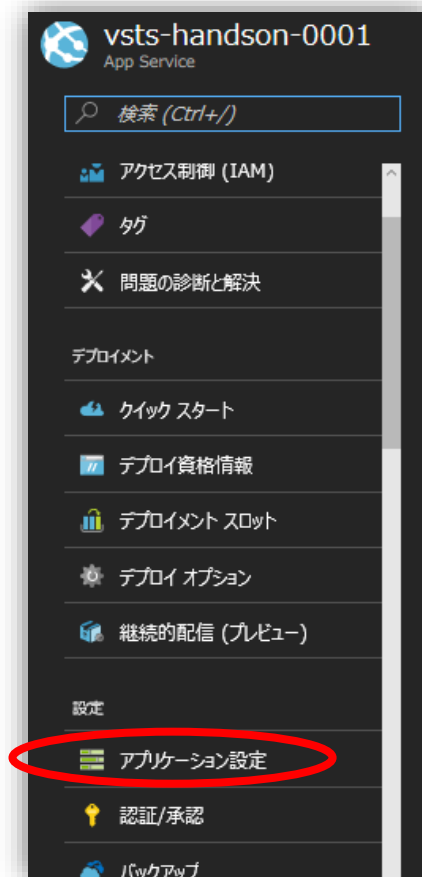 vsts-handson-0001
App Service
検索 (Ctrl+/)
アクセス制御 (IAM)
タグ
問題の診断と解決
デプロイメント
クイック スタート
デプロイ資格情報
デプロイメント スロット
デプロイ オプション
継続的配信 (プレビュー)
設定
アプリケーション設定
認証/承認
バックアップ